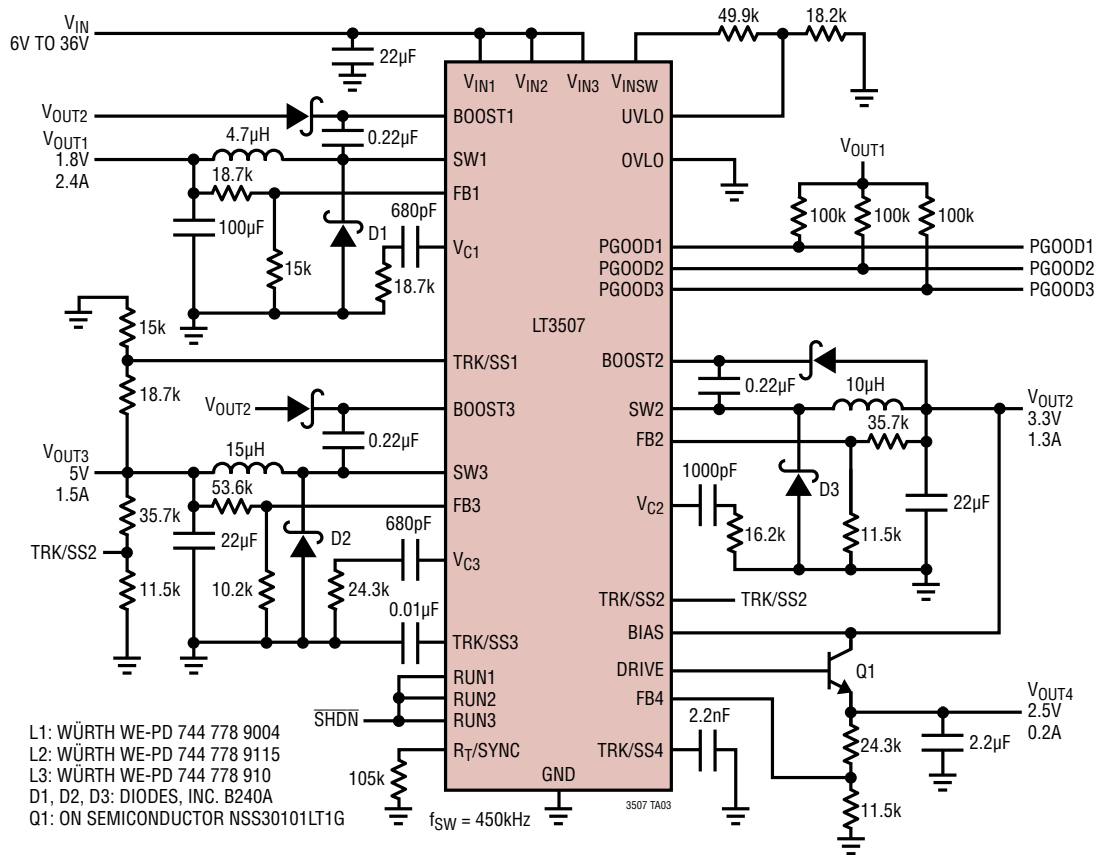 VIN
6V TO 36V
22µF
49.9k
18.2k
VIN1
VIN2
VIN3
VINSW
VOUT2
BOOST1
UVLO
0.22µF
VOUT1
1.8V
2.4A
4.7µH
SW1
OVLO
18.7k
FB1
VOUT1
100k
100k
100k
100µF
D1
680pF
VC1
15k
18.7k
PGOOD1
PGOOD1
PGOOD2
PGOOD2
PGOOD3
PGOOD3
LT3507
15k
TRK/SS1
BOOST2
18.7k
0.22µF
10µH
VOUT2
BOOST3
SW2
VOUT2
3.3V
1.3A
0.22µF
35.7k
FB2
VOUT3
5V
1.5A
15µH
SW3
53.6k
FB3
1000pF
D3
35.7k
22µF
D2
680pF
VC2
16.2k
11.5k
22µF
TRK/SS2
VC3
11.5k
10.2k
24.3k
0.01µF
TRK/SS2
TRK/SS2
TRK/SS3
BIAS
RUN1
DRIVE
Q1
RUN2
FB4
SHDN
RUN3
VOUT4
2.5V
0.2A
2.2nF
RT/SYNC
TRK/SS4
24.3k
2.2µF
105k
GND
11.5k
3507 TA03
fSW = 450kHz
L1: WÜRTH WE-PD 744 778 9004
L2: WÜRTH WE-PD 744 778 9115
L3: WÜRTH WE-PD 744 778 910
D1, D2, D3: DIODES, INC. B240A
Q1: ON SEMICONDUCTOR NSS30101LT1G